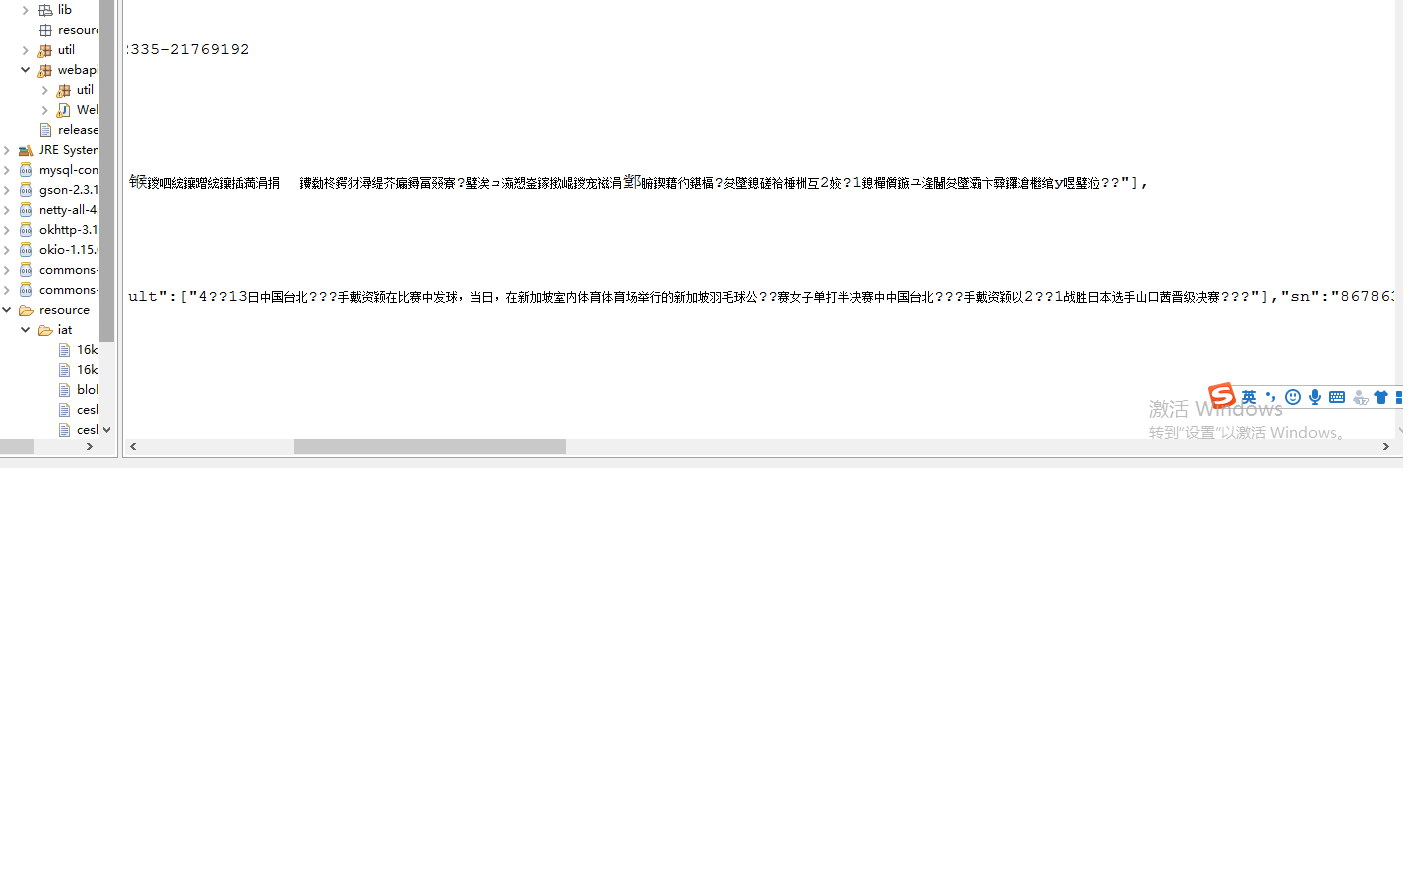 lib
resour
util
webap
util
Wel
release
JRE System
mysql-con
gson-2.3.1
netty-all-4
okhttp-3.1
okio-1.15.
commons-
commons-
resource
iat
16k
16k
blol
cesl
cesl
:335-21769192
ult":["4??13日中国台北???手戴资颖在比赛中发球，当日，在新加坡室内体育体育场举行的新加坡羽毛球公??赛女子单打半决赛中中国台北???手戴资颖以2??1战胜日本选手山口茜晋级决赛???"],"sn":"867863
英
激活 Windows
转到"设置"以激活 Windows。